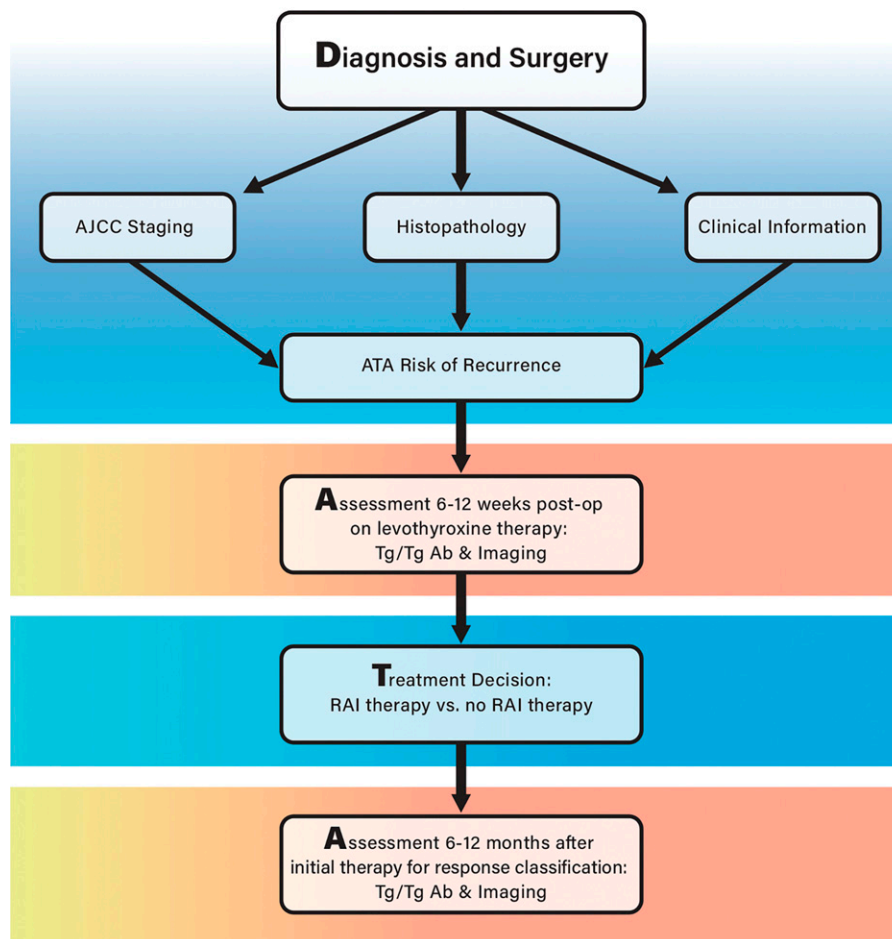 Diagnosis and Surgery
AJCC Staging
Histopathology
Clinical Information
ATA Risk of Recurrence
Assessment 6-12 weeks post-op
on levothyroxine therapy:
Tg/Tg Ab & Imaging
Treatment Decision:
RAI therapy vs. no RAI therapy
Assessment 6-12 months after
initial therapy for response classification:
Tg/Tg Ab & Imaging